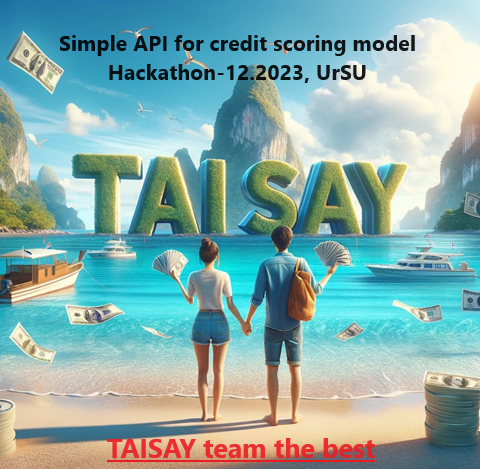 Simple API for credit scoring model
Hackathon-12.2023, UrSU
TAISAY
TAISAY team the best